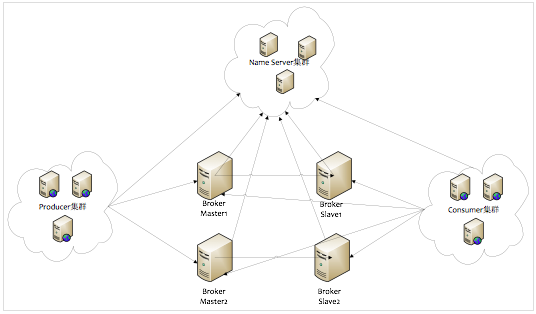 Name Server集群
Producer集群
Broker
Master1
Broker
Slave1
Consumer集群
Broker
Master2
Broker
Slave2